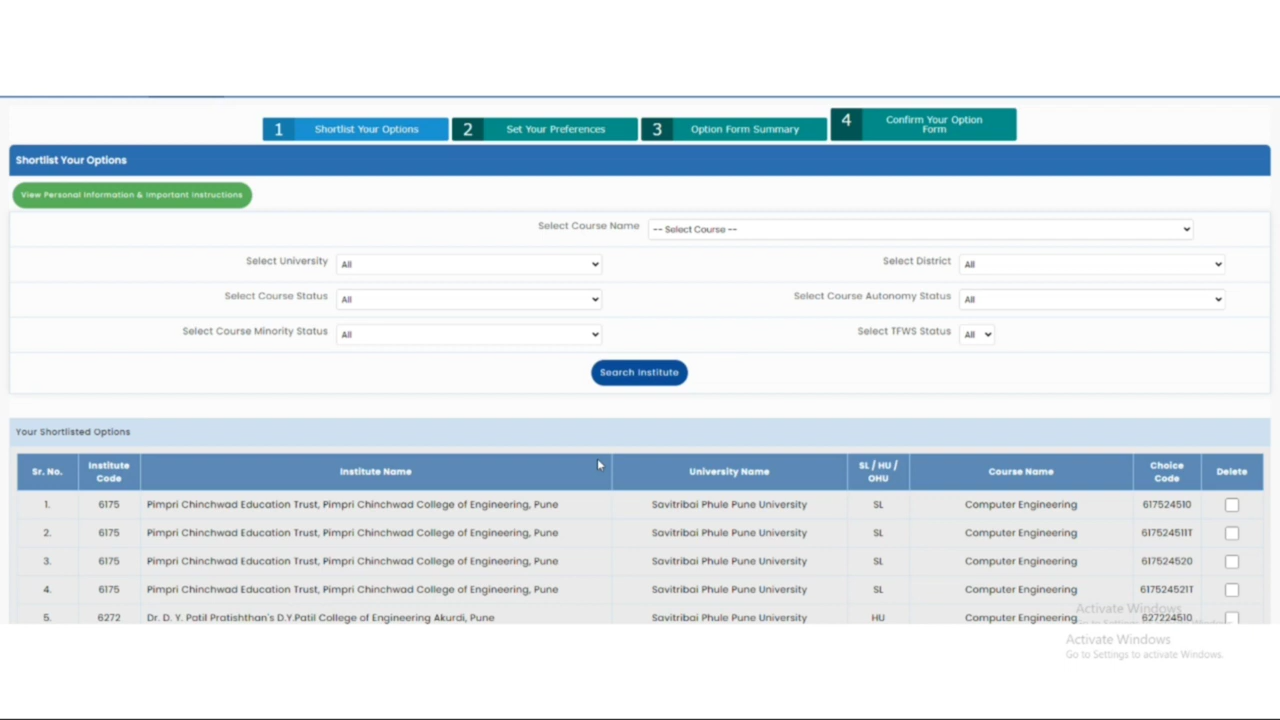 1 Shortlist Your Options 2 Set Your Preferences 3 Option Form Summary 4 Confirm Your Option Form
Shortlist Your Options
View Personal Information & Important Instructions
Select Course Name -- Select Course --
Select University All Select District All
Select Course Status All Select Course Autonomy Status All
Select Course Minority Status All Select TFWS Status All
Search Institute
Your Shortlisted Options
Sr. No. Institute Code Institute Name University Name SL / HU / OHU Course Name Choice Code Delete
1. 6175 Pimpri Chinchwad Education Trust, Pimpri Chinchwad College of Engineering, Pune Savitribai Phule Pune University SL Computer Engineering 617524510
2. 6175 Pimpri Chinchwad Education Trust, Pimpri Chinchwad College of Engineering, Pune Savitribai Phule Pune University SL Computer Engineering 617524511T
3. 6175 Pimpri Chinchwad Education Trust, Pimpri Chinchwad College of Engineering, Pune Savitribai Phule Pune University SL Computer Engineering 617524520
4. 6175 Pimpri Chinchwad Education Trust, Pimpri Chinchwad College of Engineering, Pune Savitribai Phule Pune University SL Computer Engineering 617524521T
Activate Windows
5. 6272 Dr. D. Y. Patil Pratishthan's D.Y.Patil College of Engineering Akurdi, Pune Savitribai Phule Pune University HU Computer Engineering 627224510
Activate Windows
Go to Settings to activate Windows.